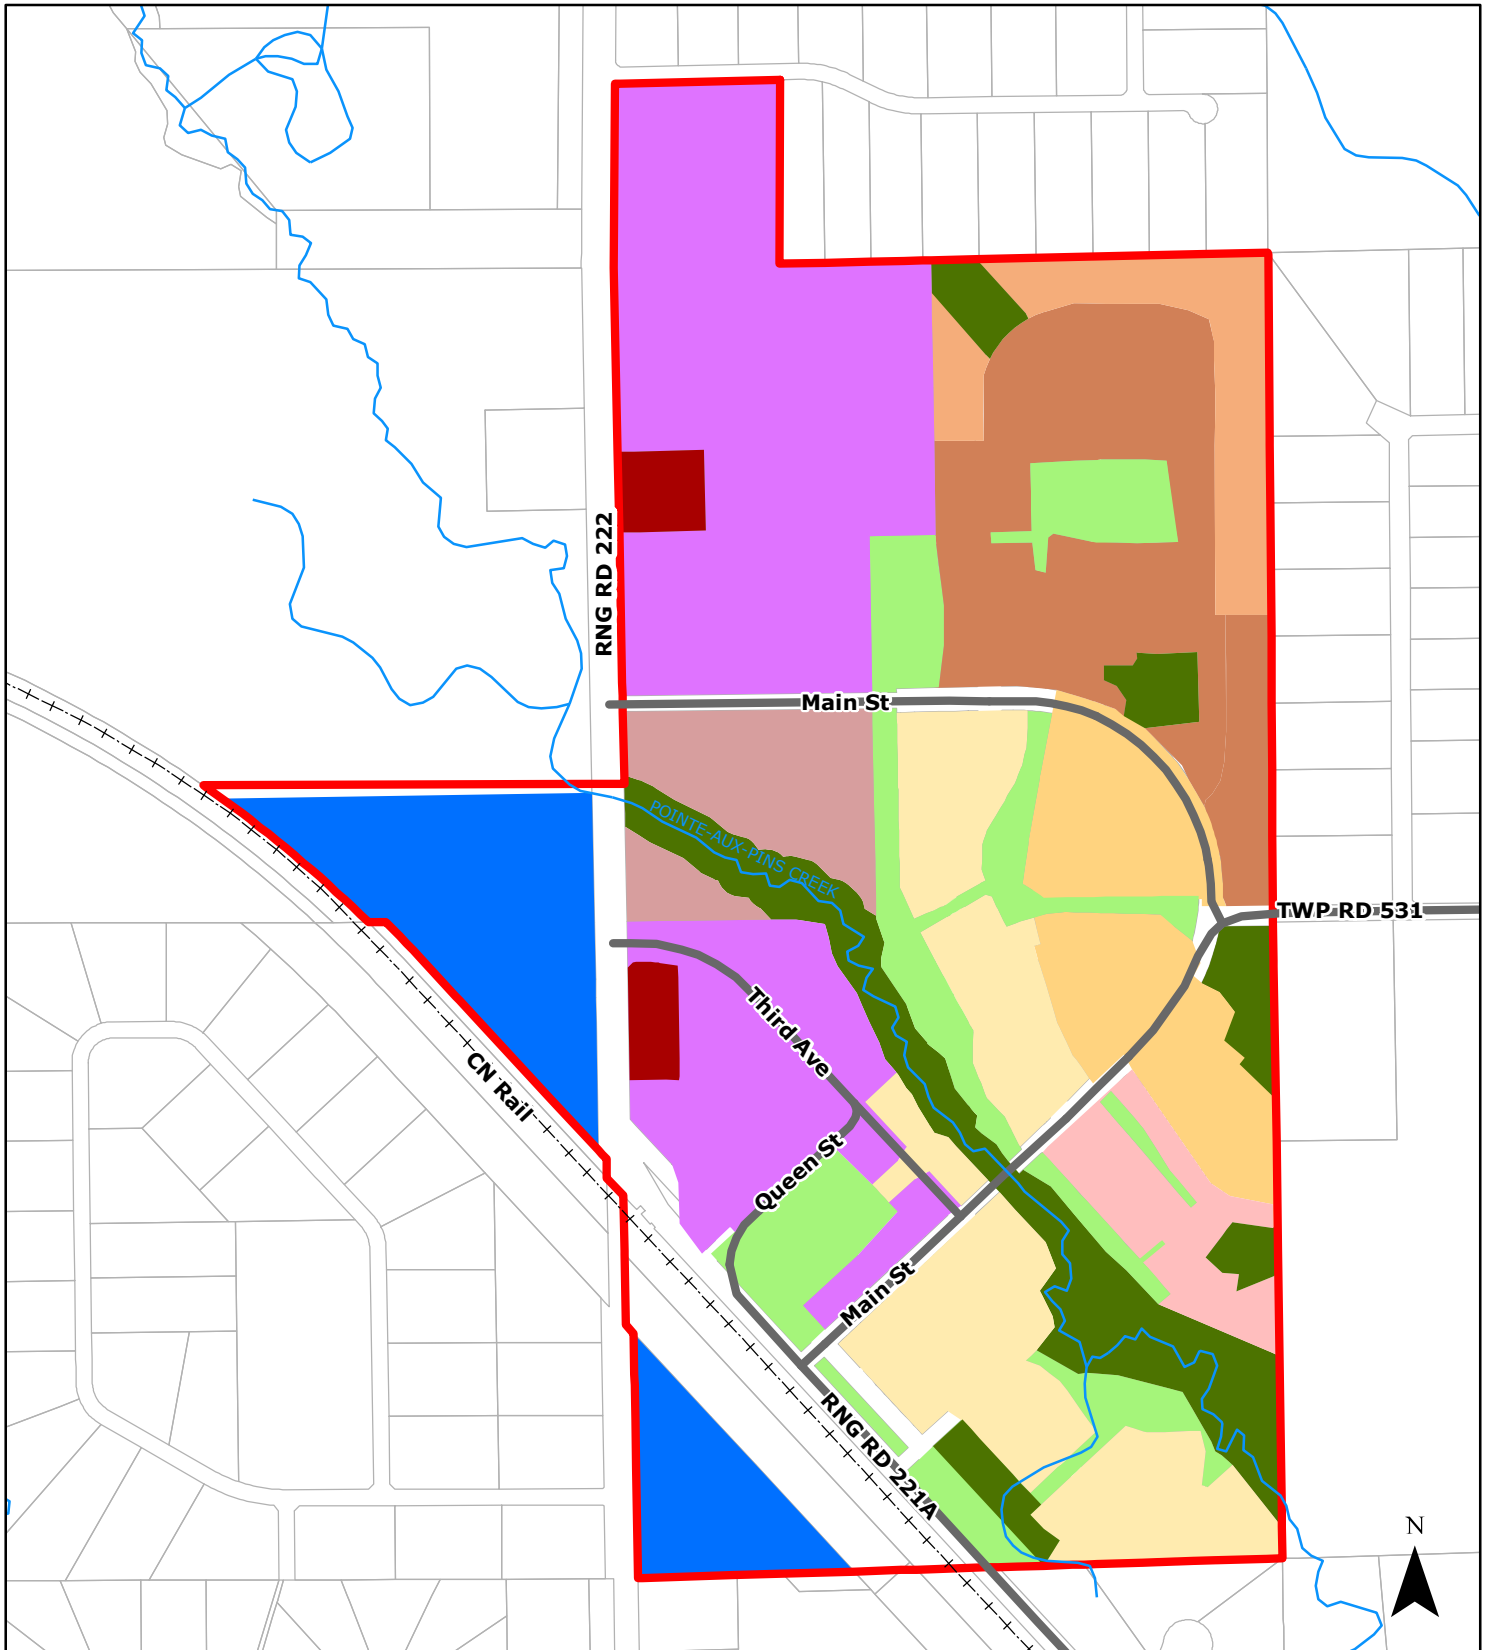 RNG RD 222
Main St
POINTE-AUX-PINS CREEK
TWP RD 531
Third Ave
CN Rail
Queen St
Main St
RNG RD 221A
N